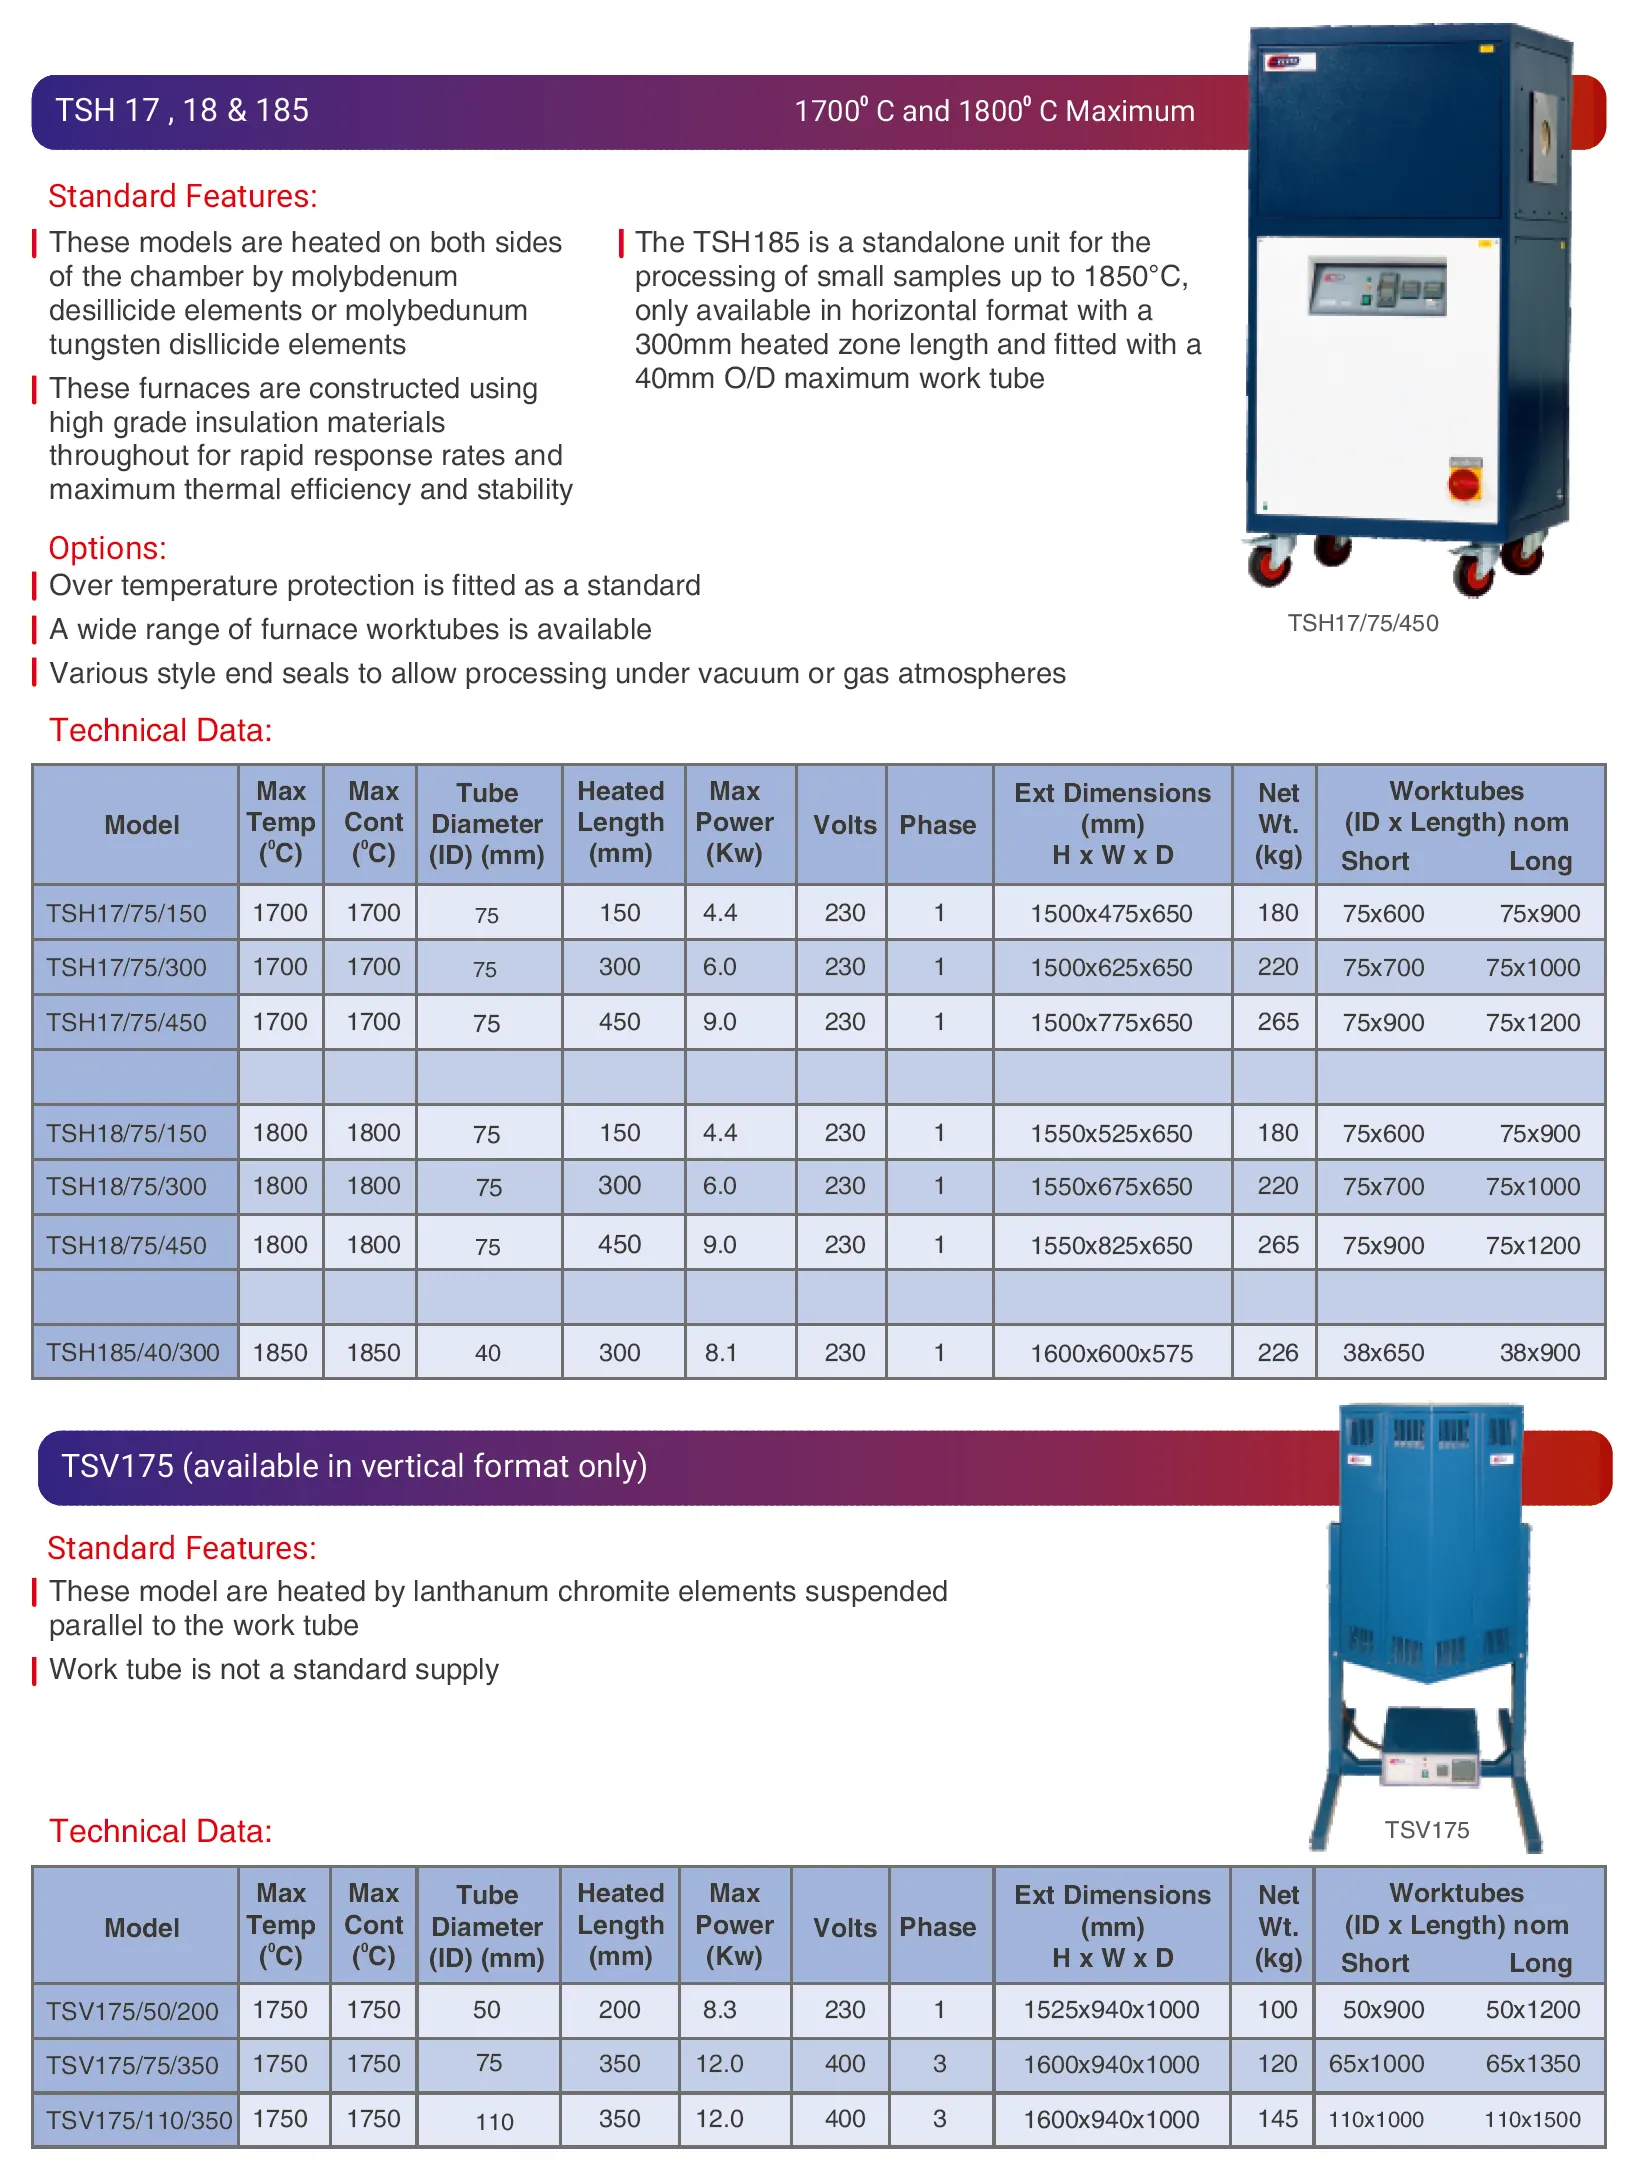 TSH 17 , 18 & 185
1700⁰ C and 1800⁰ C Maximum
Standard Features:
These models are heated on both sides
of the chamber by molybdenum
desillicide elements or molybedunum
tungsten disllicide elements
These furnaces are constructed using
high grade insulation materials
throughout for rapid response rates and
maximum thermal efficiency and stability
The TSH185 is a standalone unit for the
processing of small samples up to 1850°C,
only available in horizontal format with a
300mm heated zone length and fitted with a
40mm O/D maximum work tube
Options:
Over temperature protection is fitted as a standard
A wide range of furnace worktubes is available
Various style end seals to allow processing under vacuum or gas atmospheres
TSH17/75/450
Technical Data:
Model Max Temp (⁰C) Max Cont (⁰C) Tube Diameter (ID) (mm) Heated Length (mm) Max Power (Kw) Volts Phase Ext Dimensions (mm) H x W x D Net Wt. (kg) Worktubes (ID x Length) nom Short Long
TSH17/75/150 1700 1700 75 150 4.4 230 1 1500x475x650 180 75x600 75x900
TSH17/75/300 1700 1700 75 300 6.0 230 1 1500x625x650 220 75x700 75x1000
TSH17/75/450 1700 1700 75 450 9.0 230 1 1500x775x650 265 75x900 75x1200
TSH18/75/150 1800 1800 75 150 4.4 230 1 1550x525x650 180 75x600 75x900
TSH18/75/300 1800 1800 75 300 6.0 230 1 1550x675x650 220 75x700 75x1000
TSH18/75/450 1800 1800 75 450 9.0 230 1 1550x825x650 265 75x900 75x1200
TSH185/40/300 1850 1850 40 300 8.1 230 1 1600x600x575 226 38x650 38x900
TSV175 (available in vertical format only)
Standard Features:
These model are heated by lanthanum chromite elements suspended
parallel to the work tube
Work tube is not a standard supply
TSV175
Technical Data:
Model Max Temp (⁰C) Max Cont (⁰C) Tube Diameter (ID) (mm) Heated Length (mm) Max Power (Kw) Volts Phase Ext Dimensions (mm) H x W x D Net Wt. (kg) Worktubes (ID x Length) nom Short Long
TSV175/50/200 1750 1750 50 200 8.3 230 1 1525x940x1000 100 50x900 50x1200
TSV175/75/350 1750 1750 75 350 12.0 400 3 1600x940x1000 120 65x1000 65x1350
TSV175/110/350 1750 1750 110 350 12.0 400 3 1600x940x1000 145 110x1000 110x1500